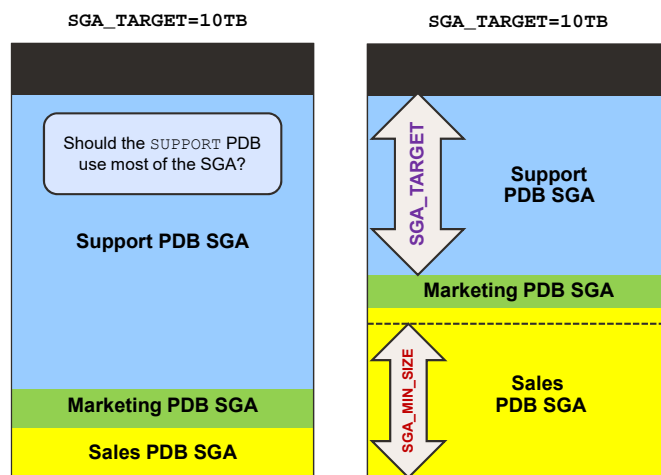 SGA_TARGET=10TB
Should the SUPPORT PDB
use most of the SGA?
Support PDB SGA
Marketing PDB SGA
Sales PDB SGA
SGA_TARGET=10TB
SGA_TARGET
Support
PDB SGA
Marketing PDB SGA
SGA_MIN_SIZE
Sales
PDB SGA